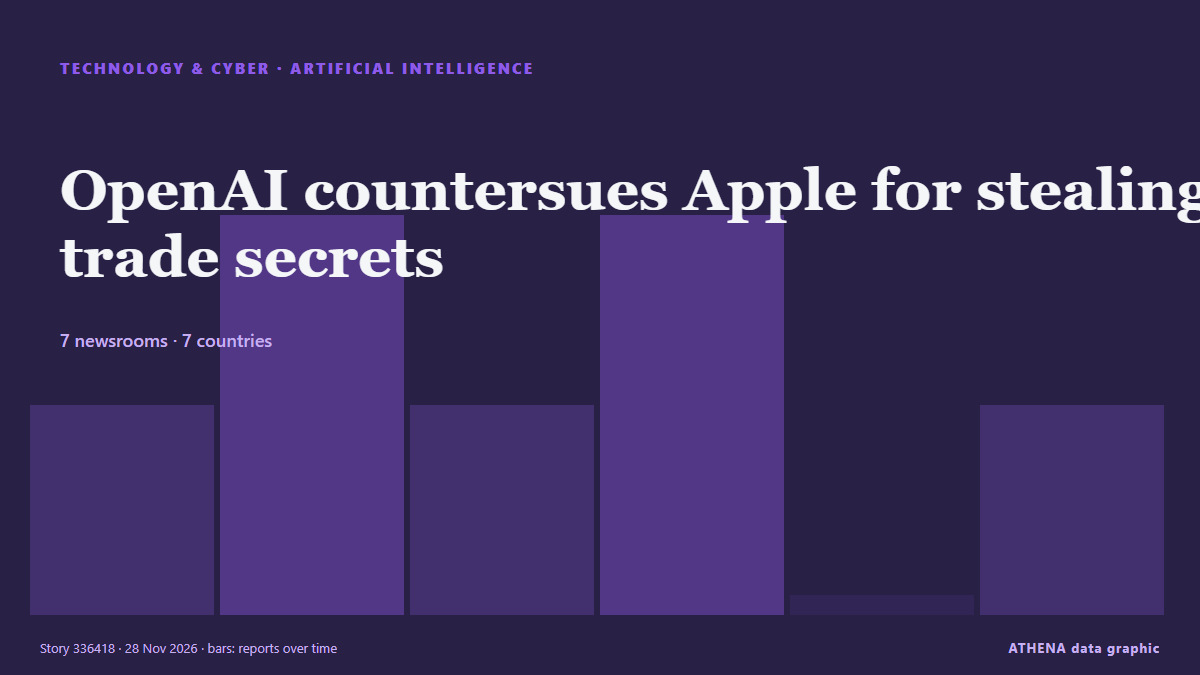 TECHNOLOGY & CYBER · ARTIFICIAL INTELLIGENCE
OpenAI countersues Apple for stealing
trade secrets
7 newsrooms · 7 countries
Story 336418 · 28 Nov 2026 · bars: reports over time
ATHENA data graphic